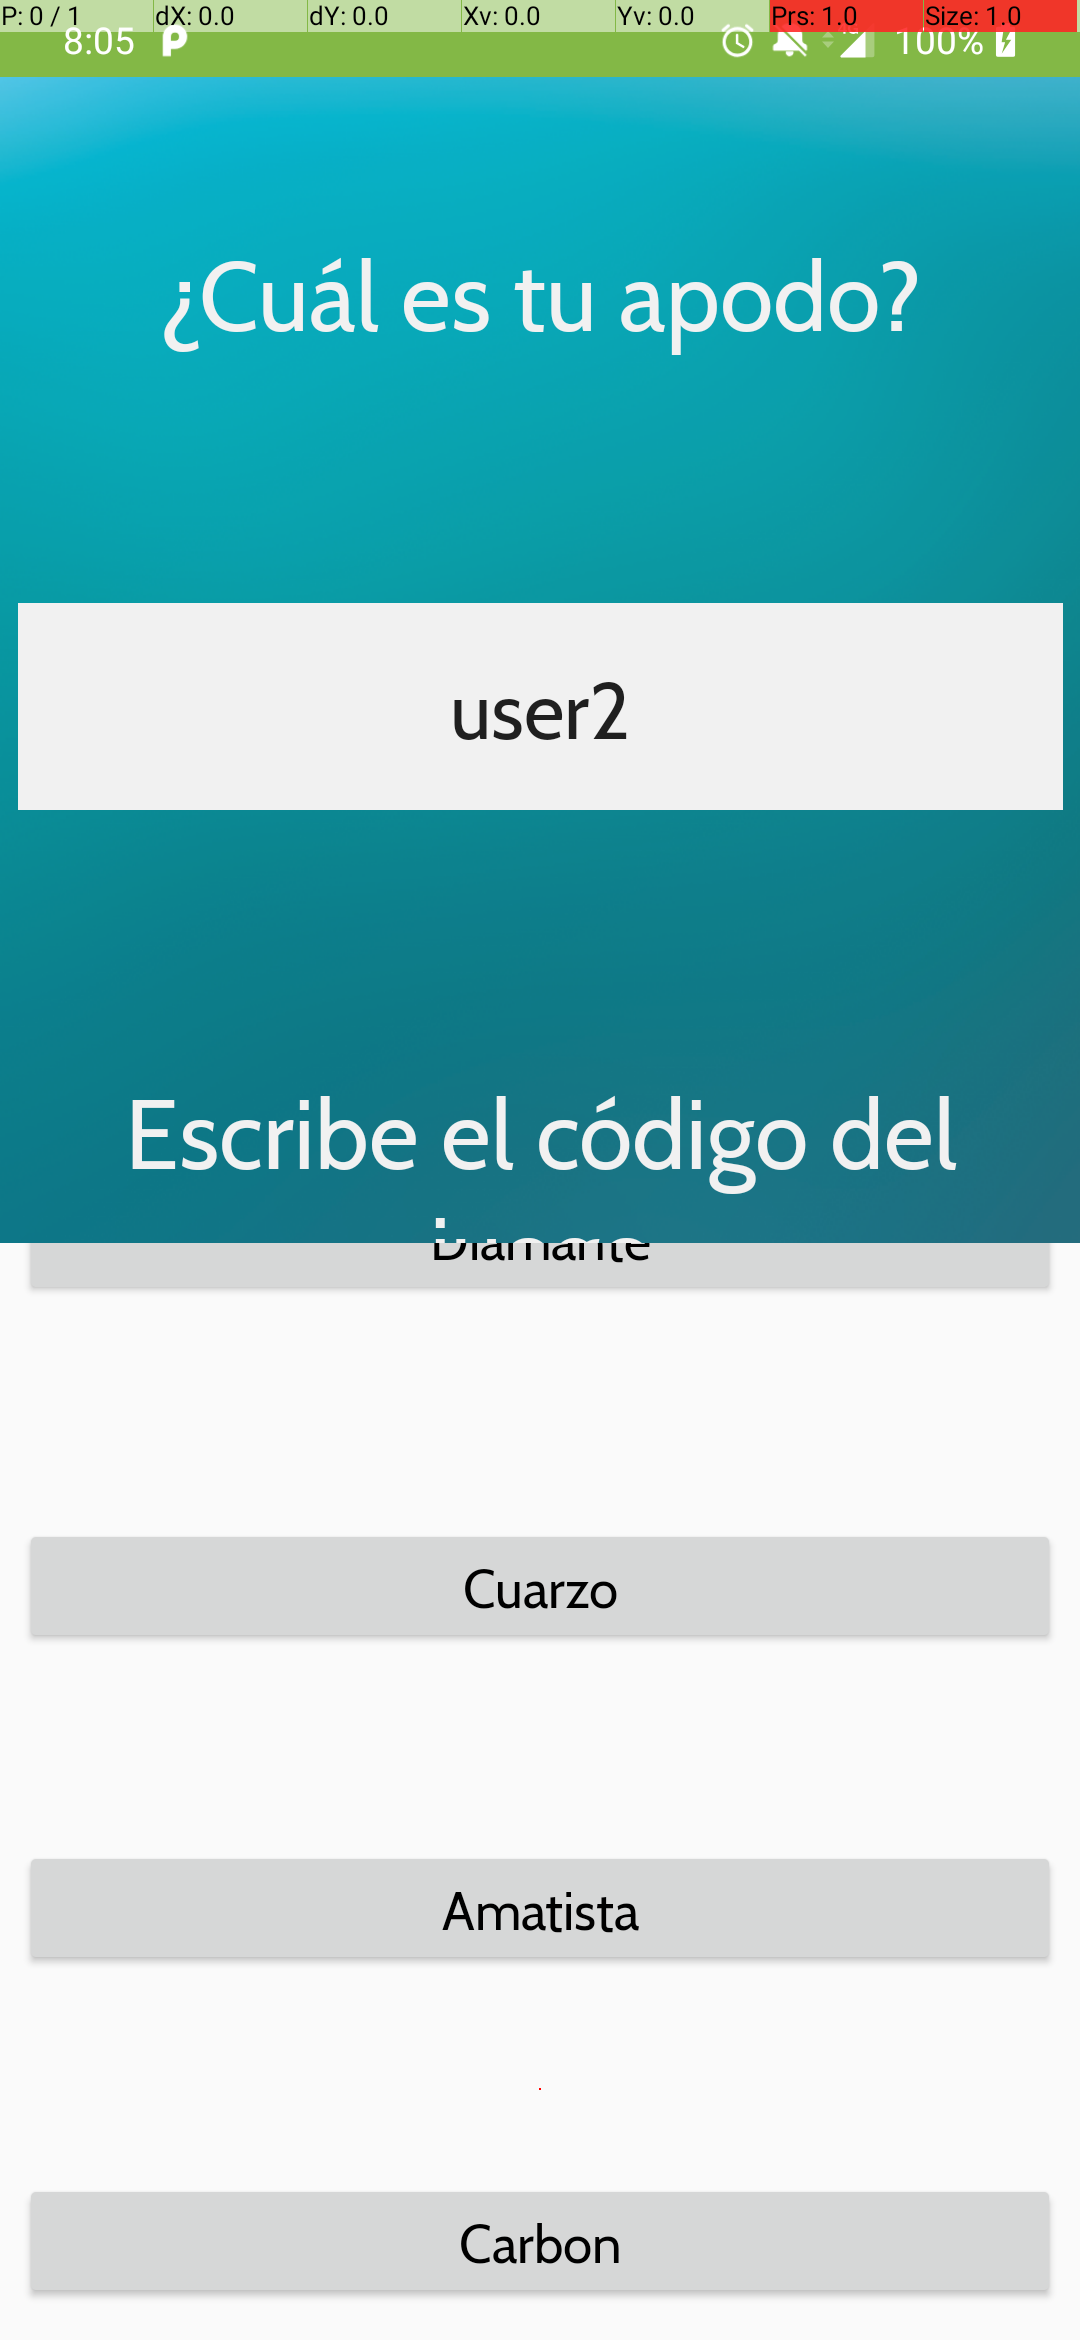 P: 0 / 1 dX: 0.0 dY: 0.0 Xv: 0.0 Yv: 0.0 Prs: 1.0 Size: 1.0
8:05 100%
¿Cuál es tu apodo?
user2
Escribe el código del
Diamante
Cuarzo
Amatista
Carbon